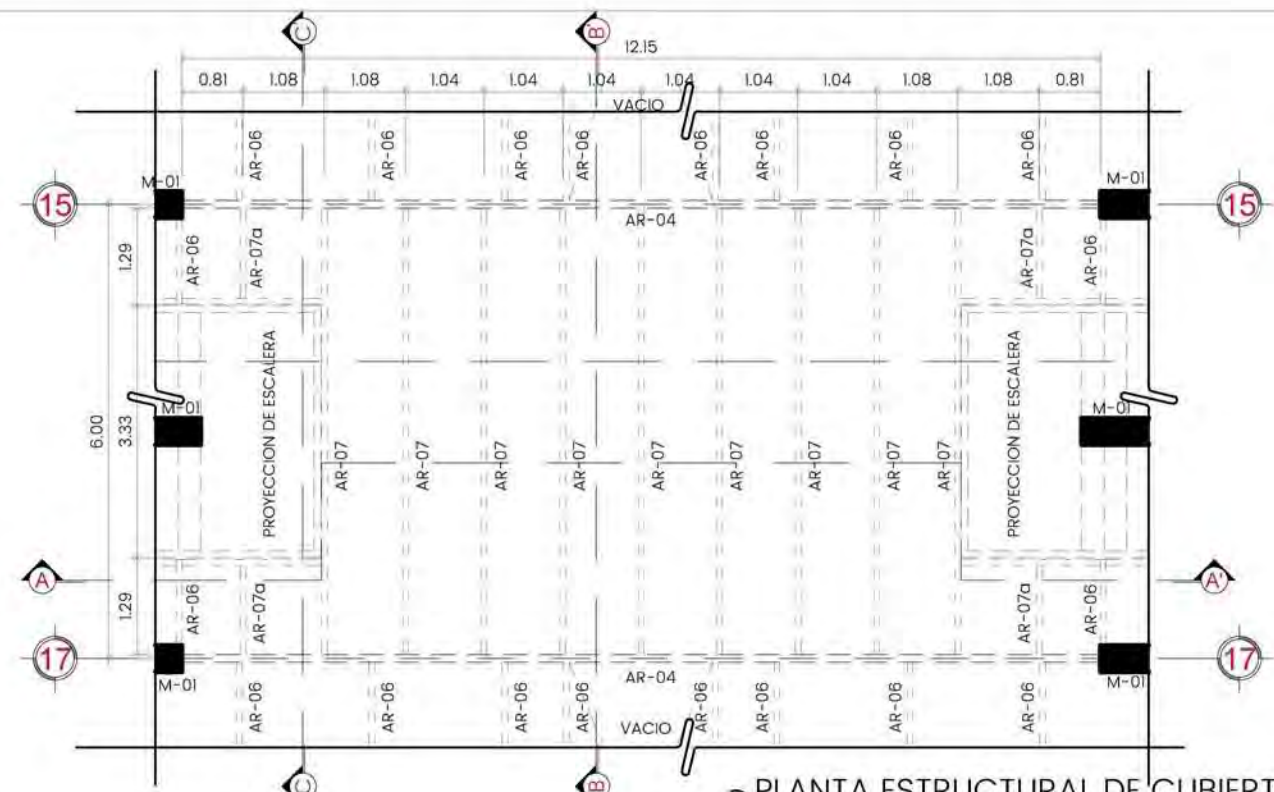 C' B'
12.15
0.81 1.08 1.08 1.04 1.04 1.04 1.04 1.04 1.04 1.08 1.08 0.81
VACIO
AR-06 AR-06 AR-06 AR-06 AR-06 AR-06 AR-06 AR-06
M-01 M-01
15 15
AR-04
1.29 AR-06 AR-07a AR-07a AR-06
PROYECCION DE ESCALERA PROYECCION DE ESCALERA
M-01 M-01
6.00 3.33
AR-07 AR-07 AR-07 AR-07 AR-07 AR-07 AR-07 AR-07 AR-07
A A'
1.29 AR-06 AR-07a AR-07a AR-06
17 17
AR-04
M-01 M-01
AR-06 AR-06 AR-06 AR-06 AR-06 AR-06 AR-06 AR-06
VACIO
C B
PLANTA ESTRUCTURAL DE CUBIERT